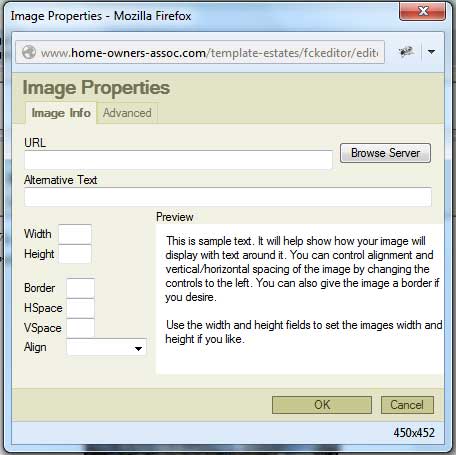 Image Properties - Mozilla Firefox
www.home-owners-assoc.com/template-estates/fckeditor/edito
Image Properties
Image Info Advanced
URL
Browse Server
Alternative Text
Width
Height
Border
HSpace
VSpace
Align
Preview
This is sample text. It will help show how your image will
display with text around it. You can control alignment and
vertical/horizontal spacing of the image by changing the
controls to the left. You can also give the image a border if
you desire.
Use the width and height fields to set the images width and
height if you like.
OK Cancel
450x452